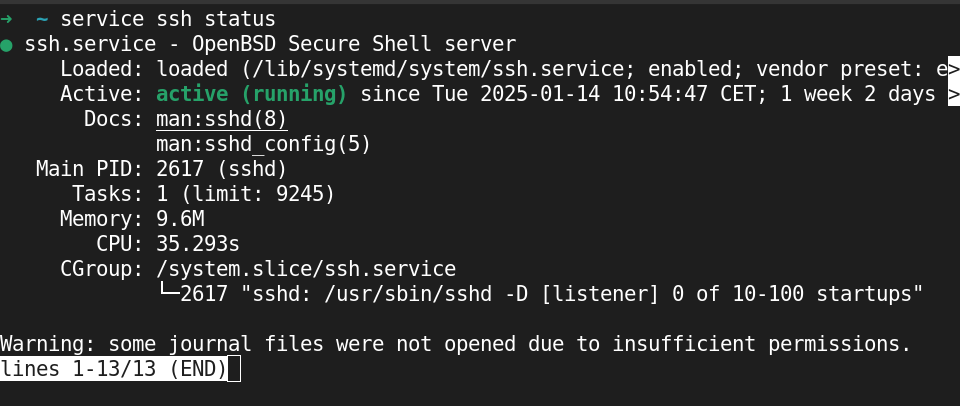 ➜  ~ service ssh status
● ssh.service - OpenBSD Secure Shell server
     Loaded: loaded (/lib/systemd/system/ssh.service; enabled; vendor preset: e>
     Active: active (running) since Tue 2025-01-14 10:54:47 CET; 1 week 2 days >
       Docs: man:sshd(8)
             man:sshd_config(5)
   Main PID: 2617 (sshd)
      Tasks: 1 (limit: 9245)
     Memory: 9.6M
        CPU: 35.293s
     CGroup: /system.slice/ssh.service
             └─2617 "sshd: /usr/sbin/sshd -D [listener] 0 of 10-100 startups"

Warning: some journal files were not opened due to insufficient permissions.
lines 1-13/13 (END)